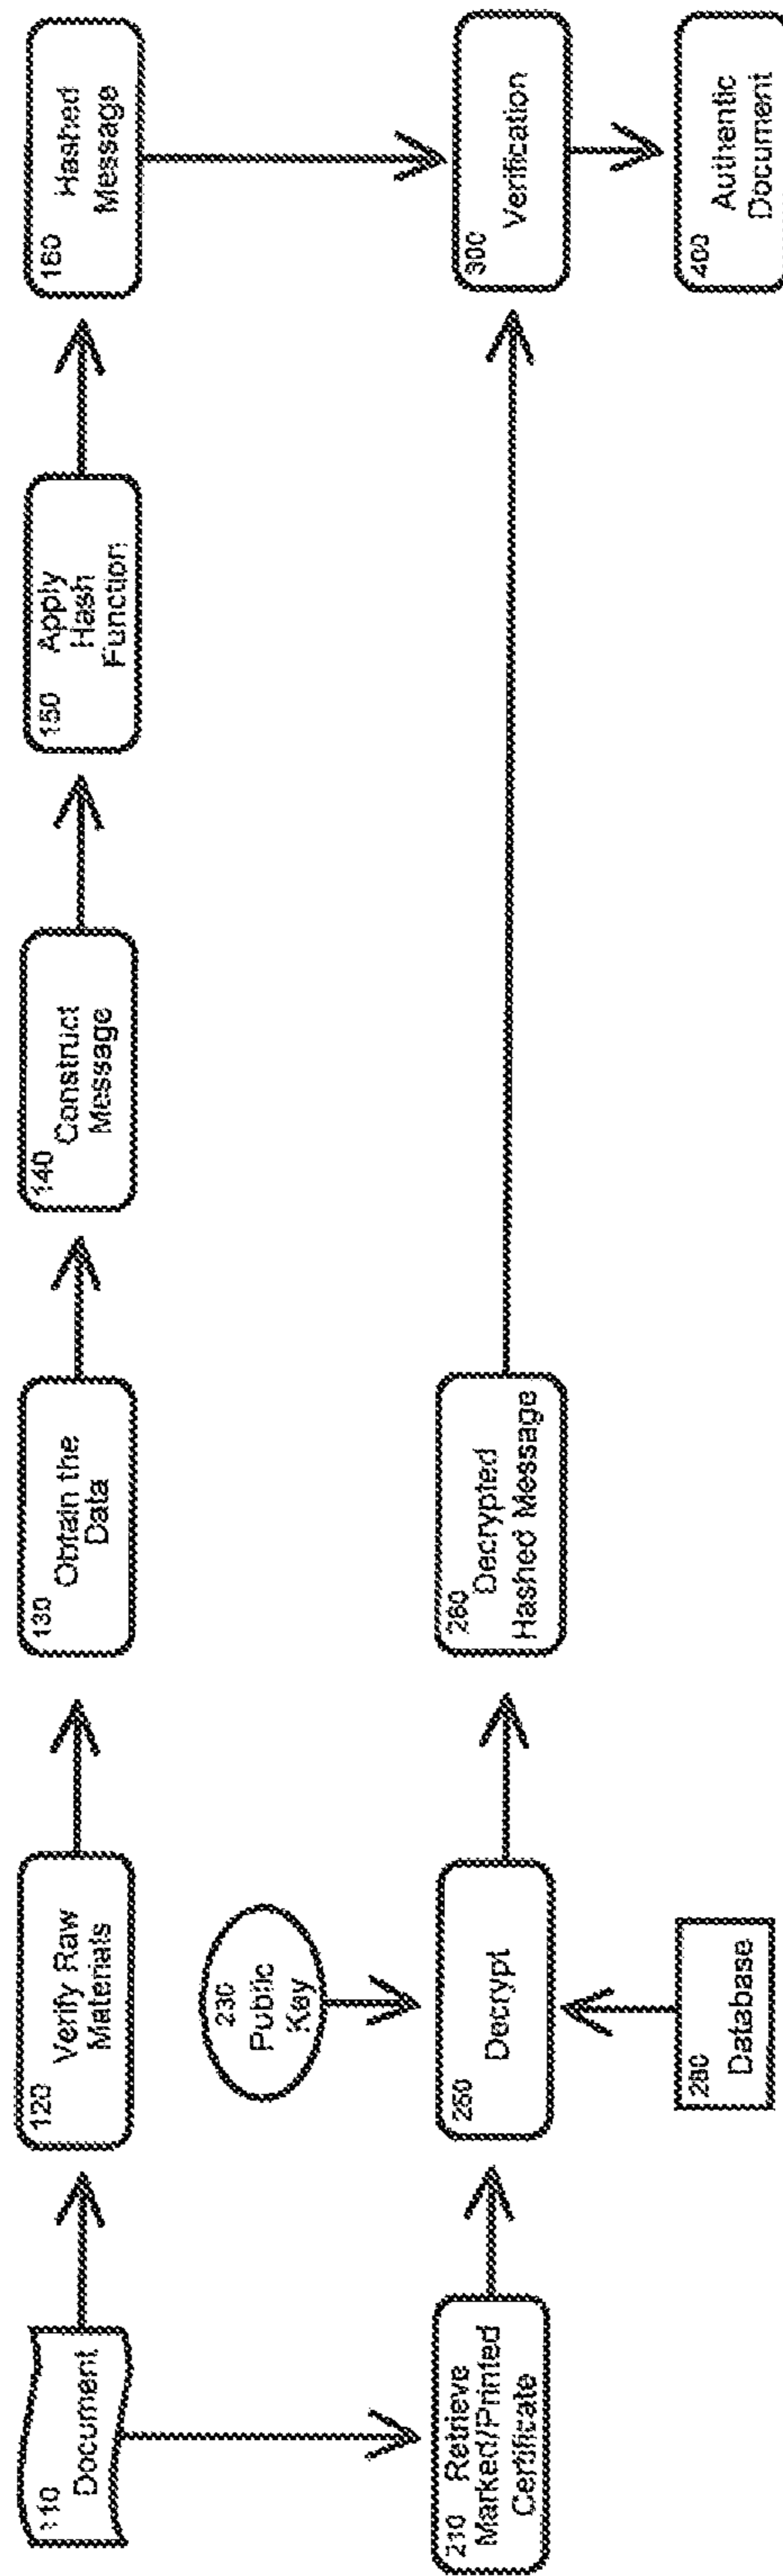 110 Document
120 Verify Raw
Materials
130 Obtain the
Data
140 Construct
Message
150 Apply
Hash
Function
160 Hashed
Message
230
Public
Key
210 Retrieve
Marked/Printed
Certificate
250 Decrypt
260 Decrypted
Hashed Message
300 Verification
280 Database
400 Authentic
Document